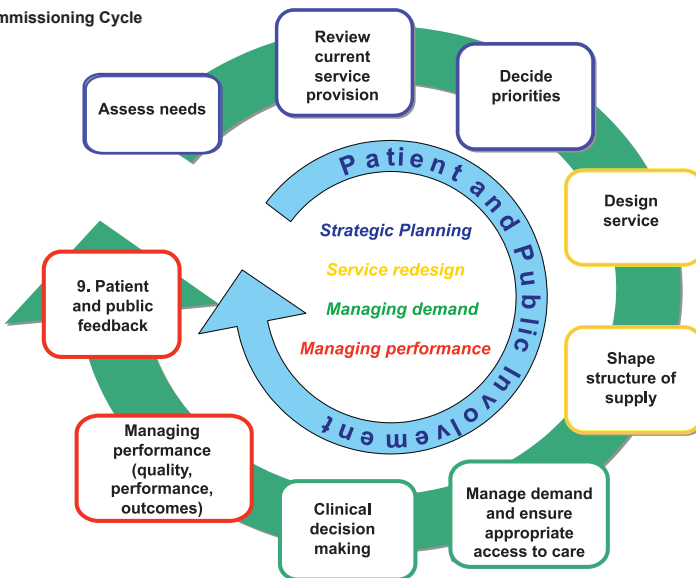 mmissioning Cycle
Review
current
service
provision
Decide
priorities
Assess needs
Design
service
Patient and Public Involvement
Strategic Planning
Service redesign
Managing demand
Managing performance
9. Patient
and public
feedback
Shape
structure of
supply
Managing
performance
(quality,
performance,
outcomes)
Clinical
decision
making
Manage demand
and ensure
appropriate
access to care